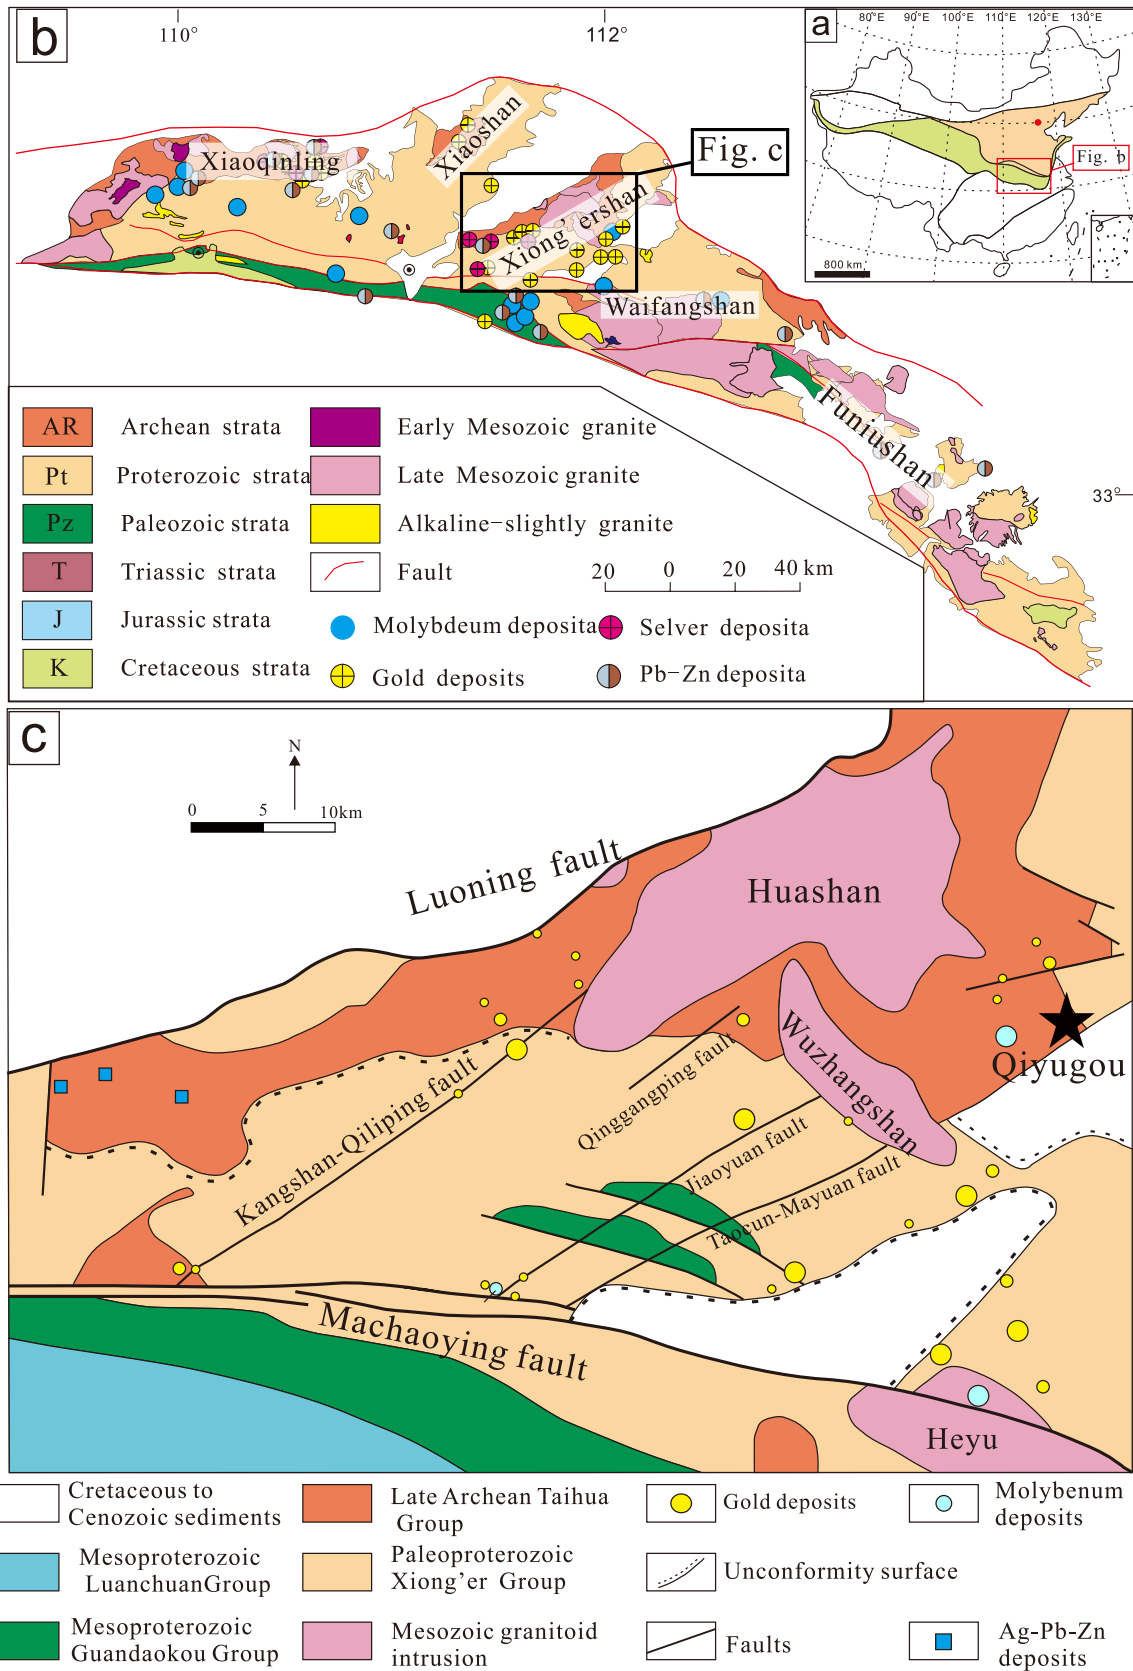 b
110°
112°
a
80°E
90°E
100°E
110°E
120°E
130°E
Fig. b
800 km
Xiaoqinling
Xiaoshan
Fig. c
Xiong'ershan
Waifangshan
Funiushan
33°
AR Archean strata
Pt Proterozoic strata
Pz Paleozoic strata
T Triassic strata
J Jurassic strata
K Cretaceous strata
Early Mesozoic granite
Late Mesozoic granite
Alkaline-slightly granite
Fault
20 0 20 40 km
Molybdeum deposita
Selver deposita
Gold deposits
Pb-Zn deposita
c
N
0 5 10km
Luoning fault
Huashan
Wuzhangshan
Qiyugou
Kangshan-Qiliping fault
Qinggangping fault
Jiaoyuan fault
Taocun-Mayuan fault
Machaoying fault
Heyu
Cretaceous to
Cenozoic sediments
Mesoproterozoic
LuanchuanGroup
Mesoproterozoic
Guandaokou Group
Late Archean Taihua
Group
Paleoproterozoic
Xiong'er Group
Mesozoic granitoid
intrusion
Gold deposits
Unconformity surface
Faults
Molybenum
deposits
Ag-Pb-Zn
deposits